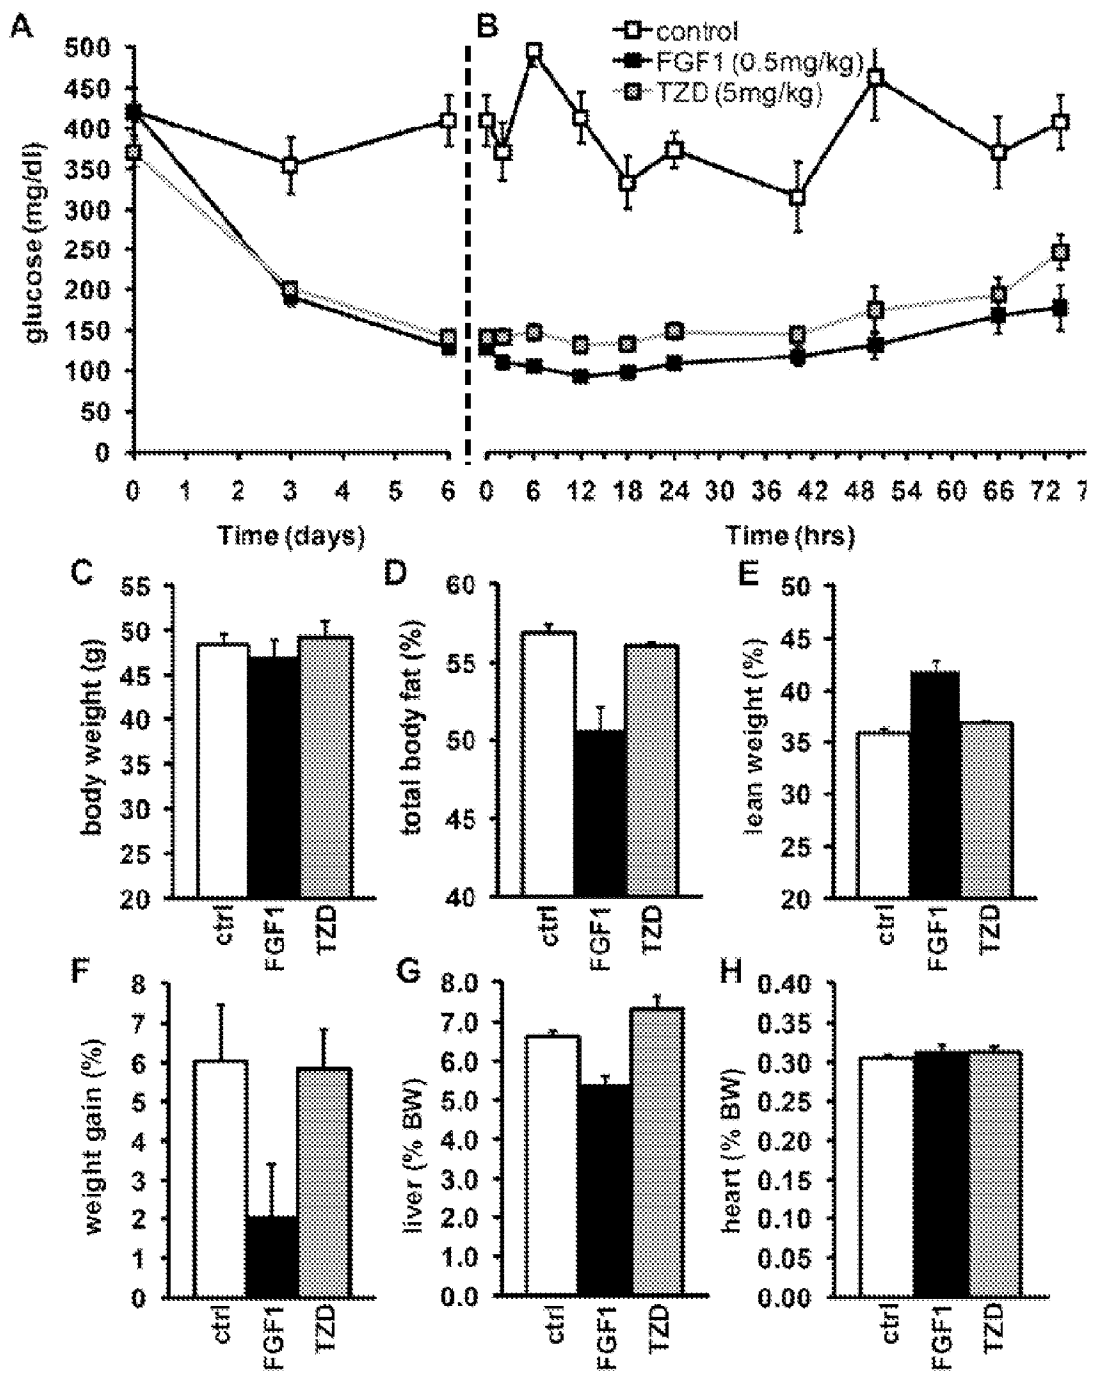 A
B
control
FGF1 (0.5mg/kg)
TZD (5mg/kg)
glucose (mg/dl)
500
450
400
350
300
250
200
150
100
50
0
0 1 2 3 4 5 6
0 6 12 18 24 30 36 42 48 54 60 66 72 7
Time (days)
Time (hrs)
C
body weight (g)
55
50
45
40
35
30
25
20
ctrl
FGF1
TZD
D
total body fat (%)
60
55
50
45
40
ctrl
FGF1
TZD
E
lean weight (%)
50
45
40
35
30
25
20
ctrl
FGF1
TZD
F
weight gain (%)
8
7
6
5
4
3
2
1
0
ctrl
FGF1
TZD
G
liver (% BW)
8.0
7.0
6.0
5.0
4.0
3.0
2.0
1.0
0.0
ctrl
FGF1
TZD
H
heart (% BW)
0.40
0.35
0.30
0.25
0.20
0.15
0.10
0.05
0.00
ctrl
FGF1
TZD